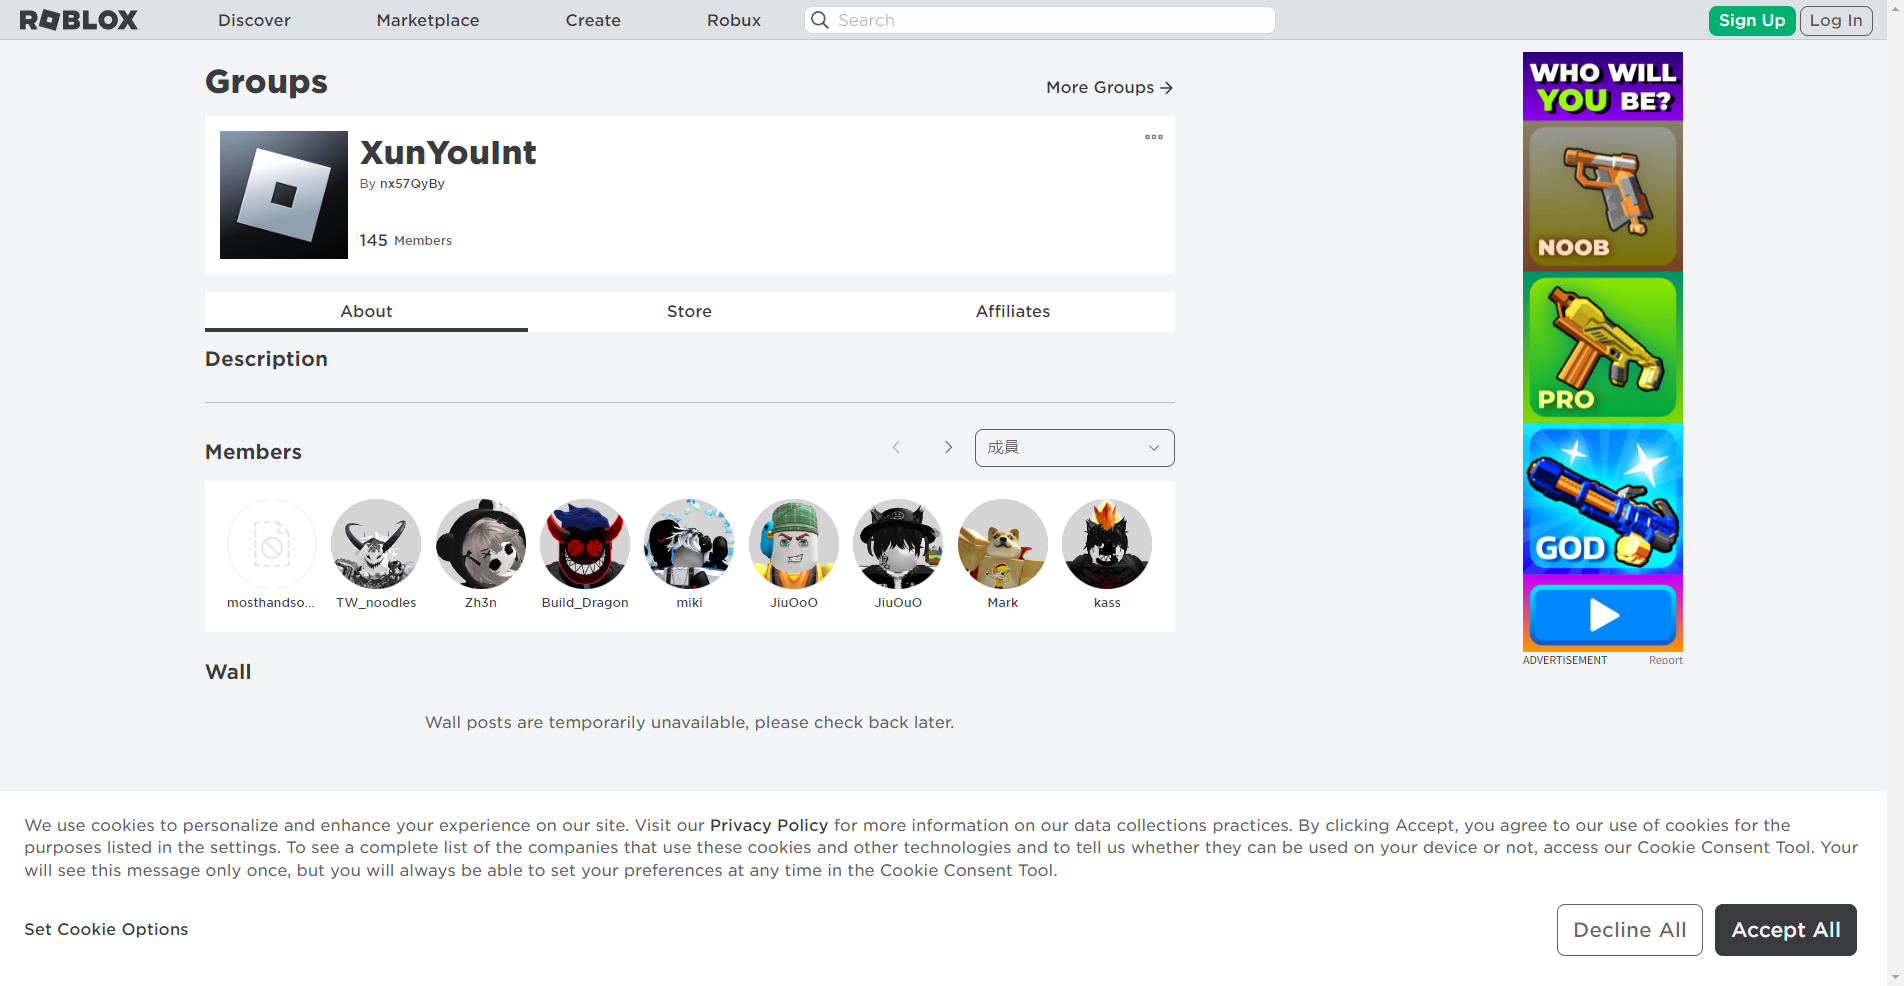 ROBLOX
Discover
Marketplace
Create
Robux
Search
Sign Up
Log In
Groups
More Groups
XunYouInt
By nx57QyBy
145 Members
About
Store
Affiliates
Description
Members
成員
mosthandso...
TW_noodles
Zh3n
Build_Dragon
miki
JiuOoO
JiuOuO
Mark
kass
Wall
Wall posts are temporarily unavailable, please check back later.
WHO WILL
YOU BE?
NOOB
PRO
GOD
ADVERTISEMENT
Report
We use cookies to personalize and enhance your experience on our site. Visit our Privacy Policy for more information on our data collections practices. By clicking Accept, you agree to our use of cookies for the
purposes listed in the settings. To see a complete list of the companies that use these cookies and other technologies and to tell us whether they can be used on your device or not, access our Cookie Consent Tool. Your
will see this message only once, but you will always be able to set your preferences at any time in the Cookie Consent Tool.
Set Cookie Options
Decline All
Accept All